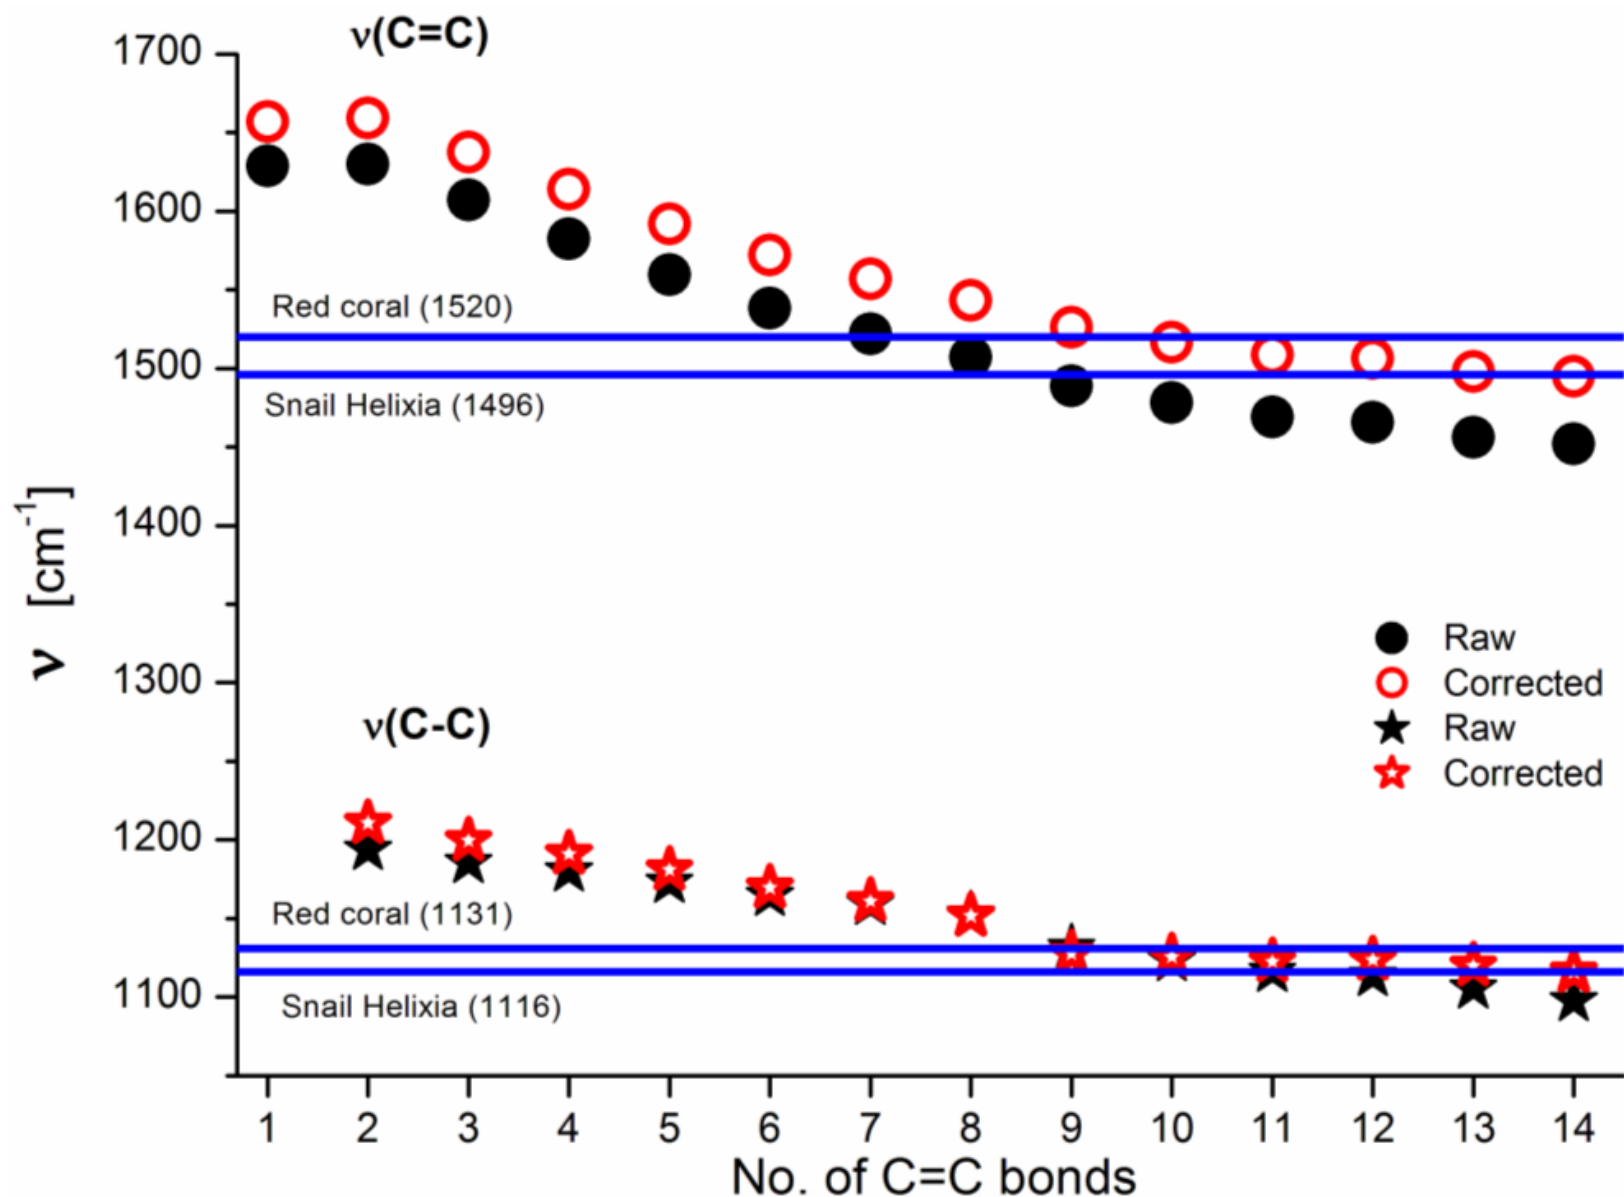 ν(C=C)
1700
1600
Red coral (1520)
1500
Snail Helixia (1496)
1400
ν [cm-1]
1300
Raw
Corrected
Raw
Corrected
ν(C-C)
1200
Red coral (1131)
1100
Snail Helixia (1116)
1 2 3 4 5 6 7 8 9 10 11 12 13 14
No. of C=C bonds